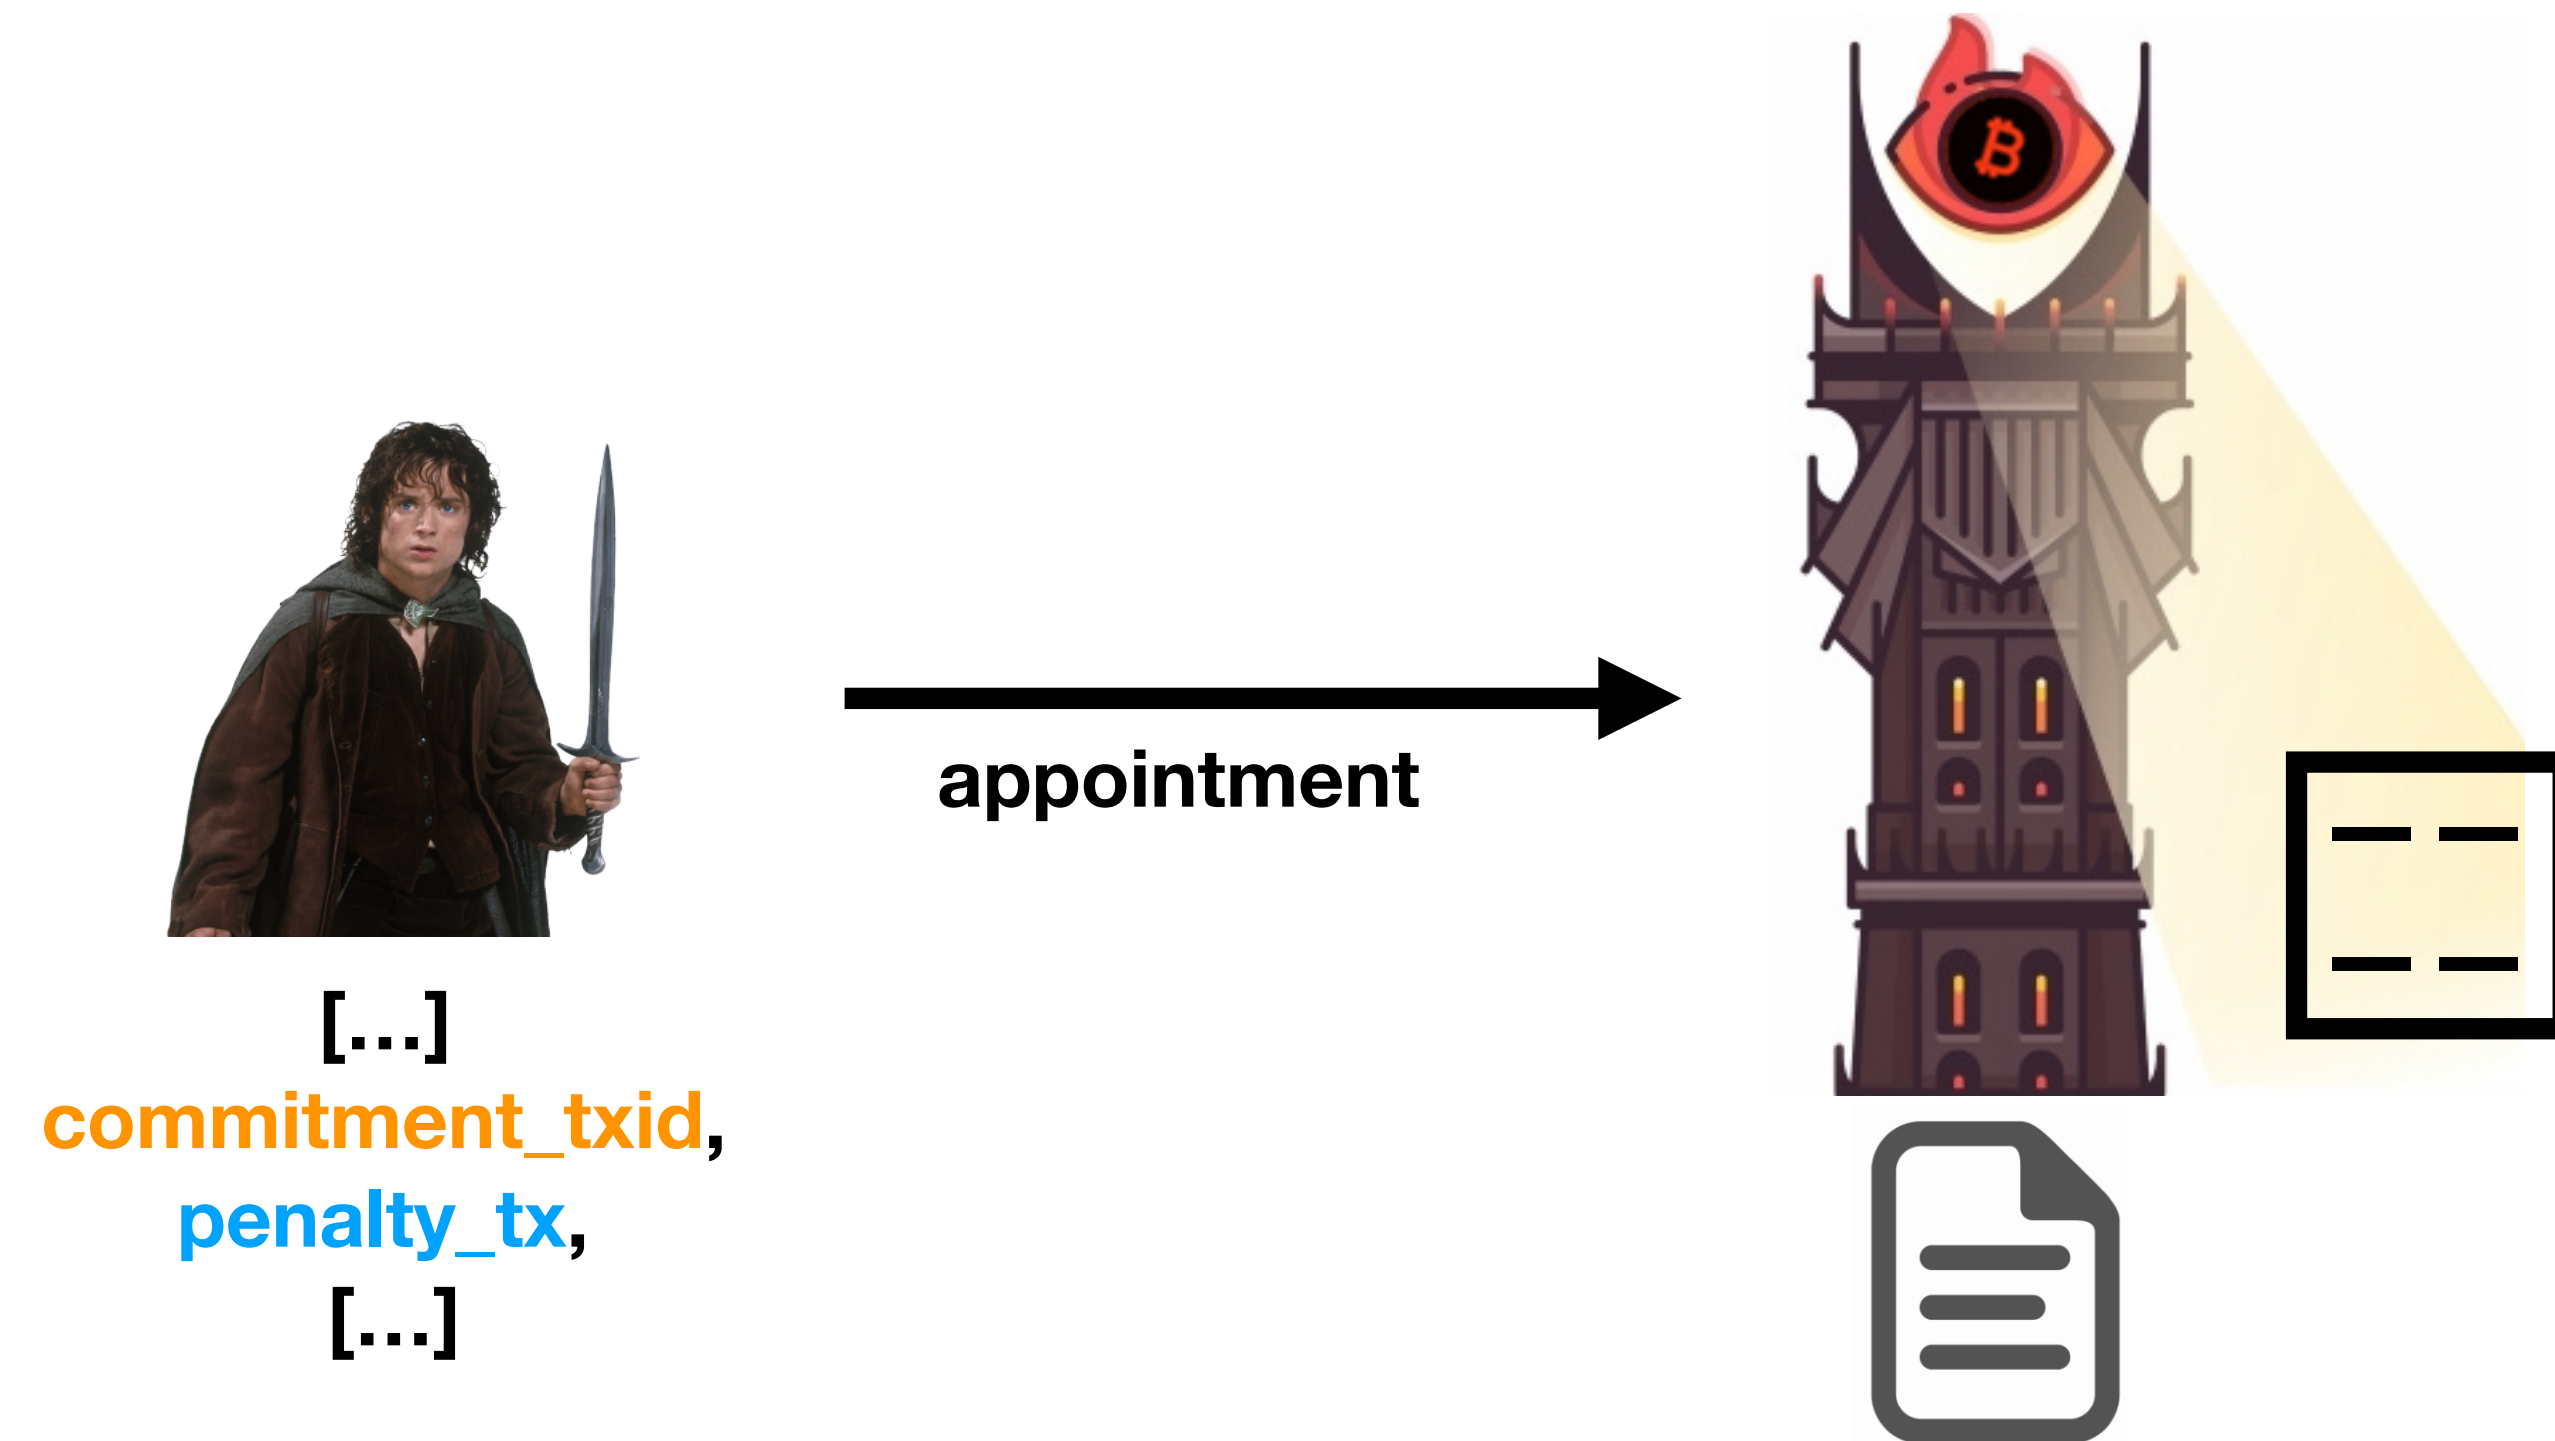 appointment
[...]
commitment_txid,
penalty_tx,
[...]